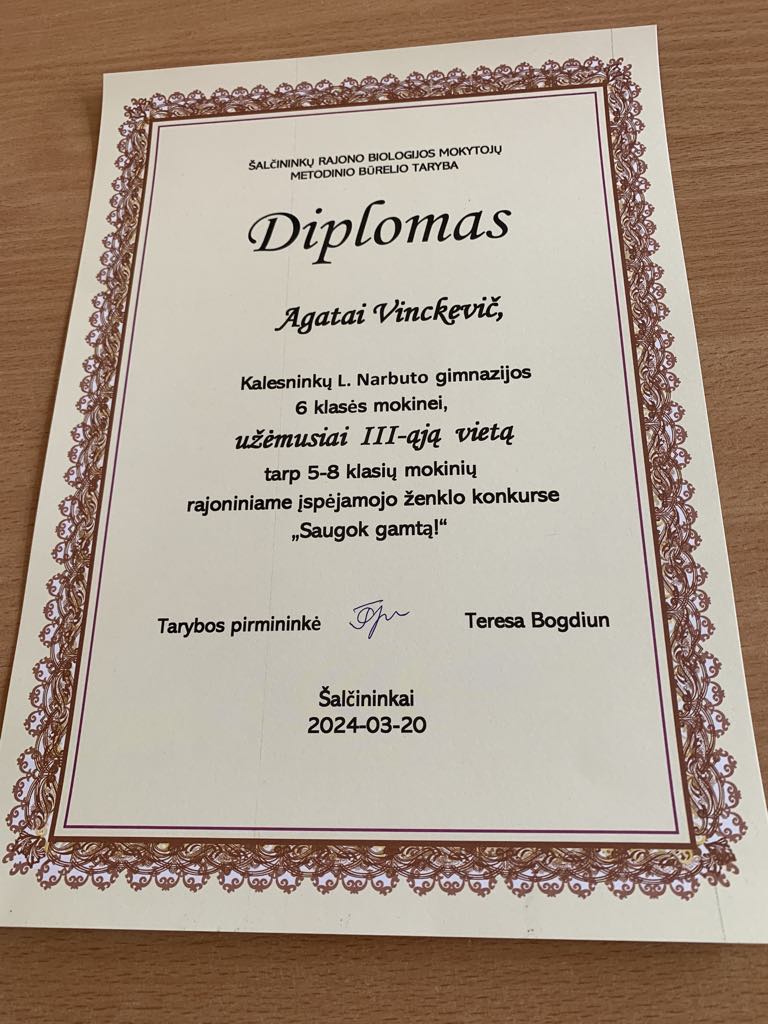 ŠALČININKŲ RAJONO BIOLOGIJOS MOKYTOJŲ
METODINIO BŪRELIO TARYBA
Diplomas
Agatai Vinckevič,
Kalesninkų L. Narbuto gimnazijos
6 klasės mokinei,
užėmusiai III-ąją vietą
tarp 5-8 klasių mokinių
rajoniniame įspėjamojo ženklo konkurse
„Saugok gamtą!“
Tarybos pirmininkė Teresa Bogdiun
Šalčininkai
2024-03-20